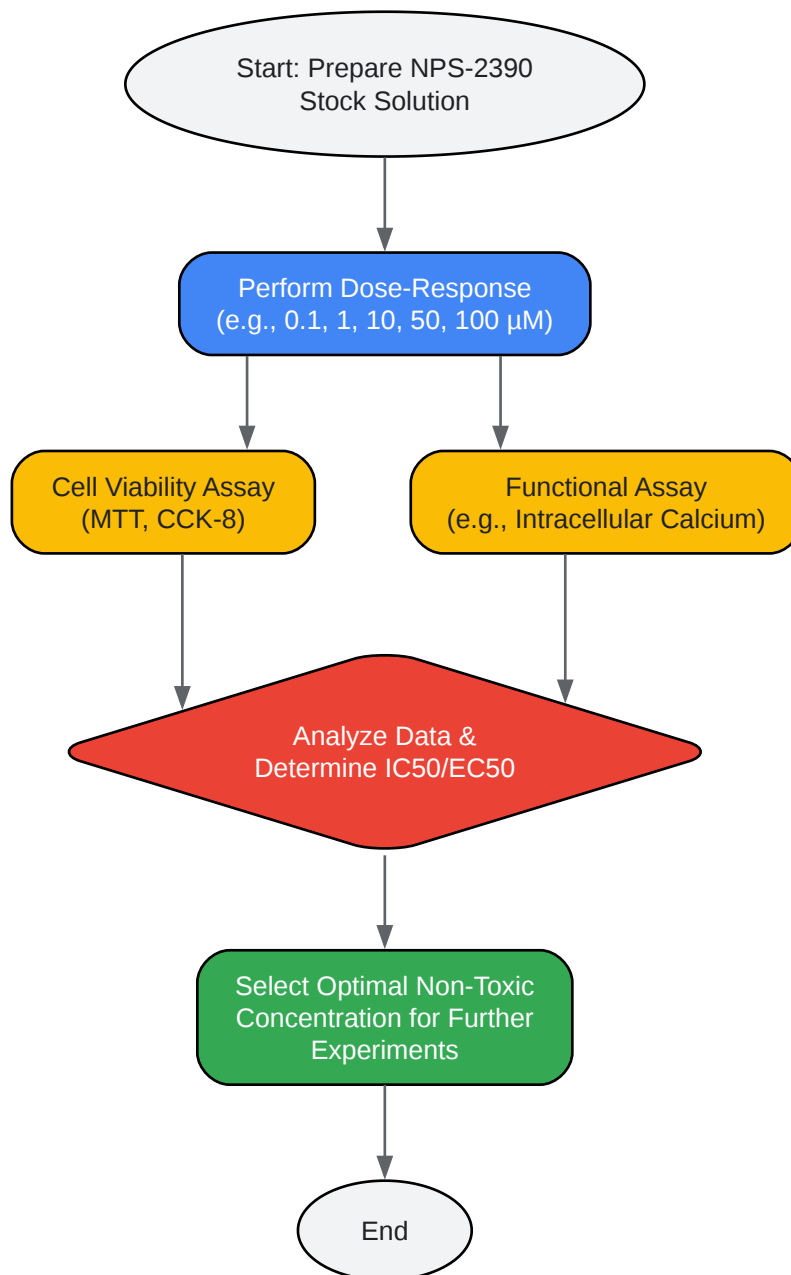 Start: Prepare NPS-2390
Stock Solution
Perform Dose-Response
(e.g., 0.1, 1, 10, 50, 100 µM)
Cell Viability Assay
(MTT, CCK-8)
Functional Assay
(e.g., Intracellular Calcium)
Analyze Data &
Determine IC50/EC50
Select Optimal Non-Toxic
Concentration for Further
Experiments
End